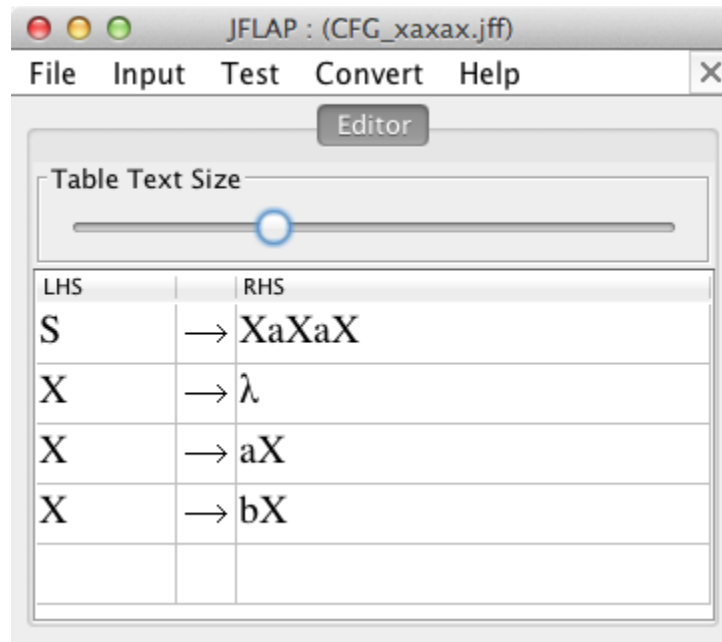 JFLAP : (CFG_xaxax.jff)
File Input Test Convert Help
Editor
Table Text Size
LHS RHS
S → XaXaX
X → λ
X → aX
X → bX